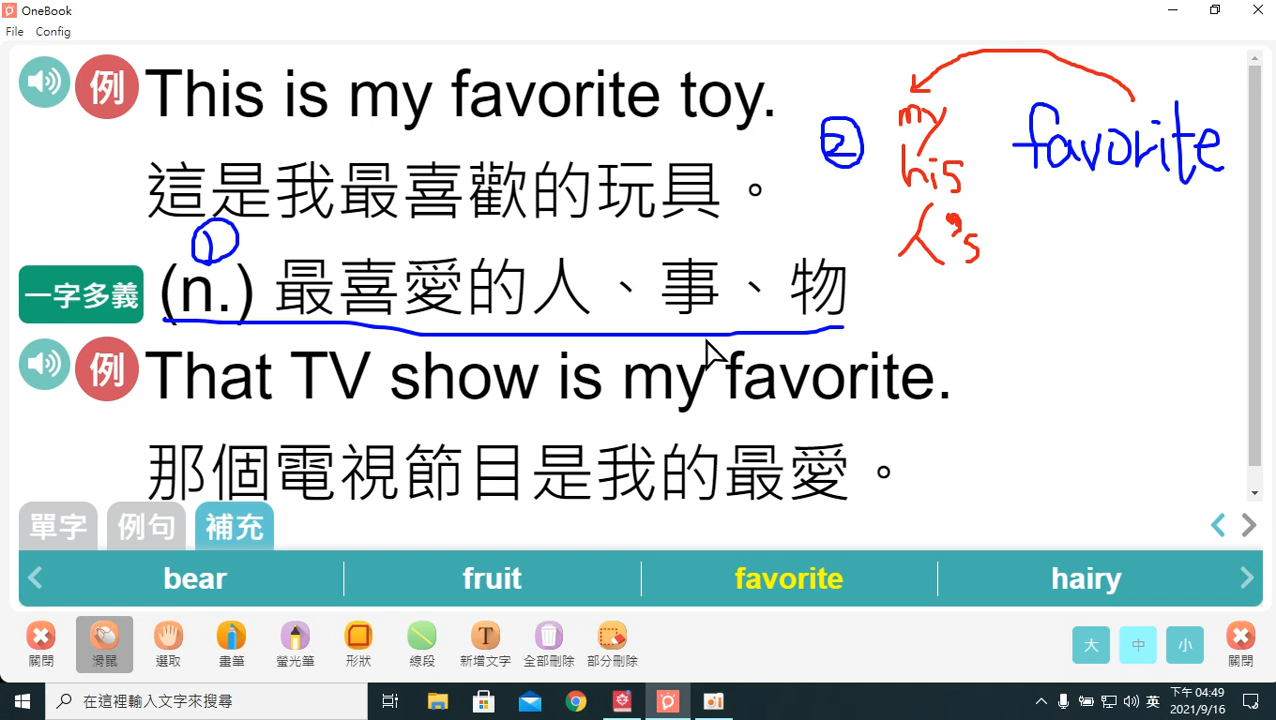 OneBook
File Config
例 This is my favorite toy.
這是我最喜歡的玩具。
② my favorite
his
人's
①
一字多義 (n.) 最喜愛的人、事、物
例 That TV show is my favorite.
那個電視節目是我的最愛。
單字 例句 補充
bear fruit favorite hairy
關閉 滑鼠 選取 畫筆 螢光筆 形狀 線段 新增文字 全部刪除 部分刪除 大 中 小 關閉
在這裡輸入文字來搜尋 英 下午 04:49
2021/9/16